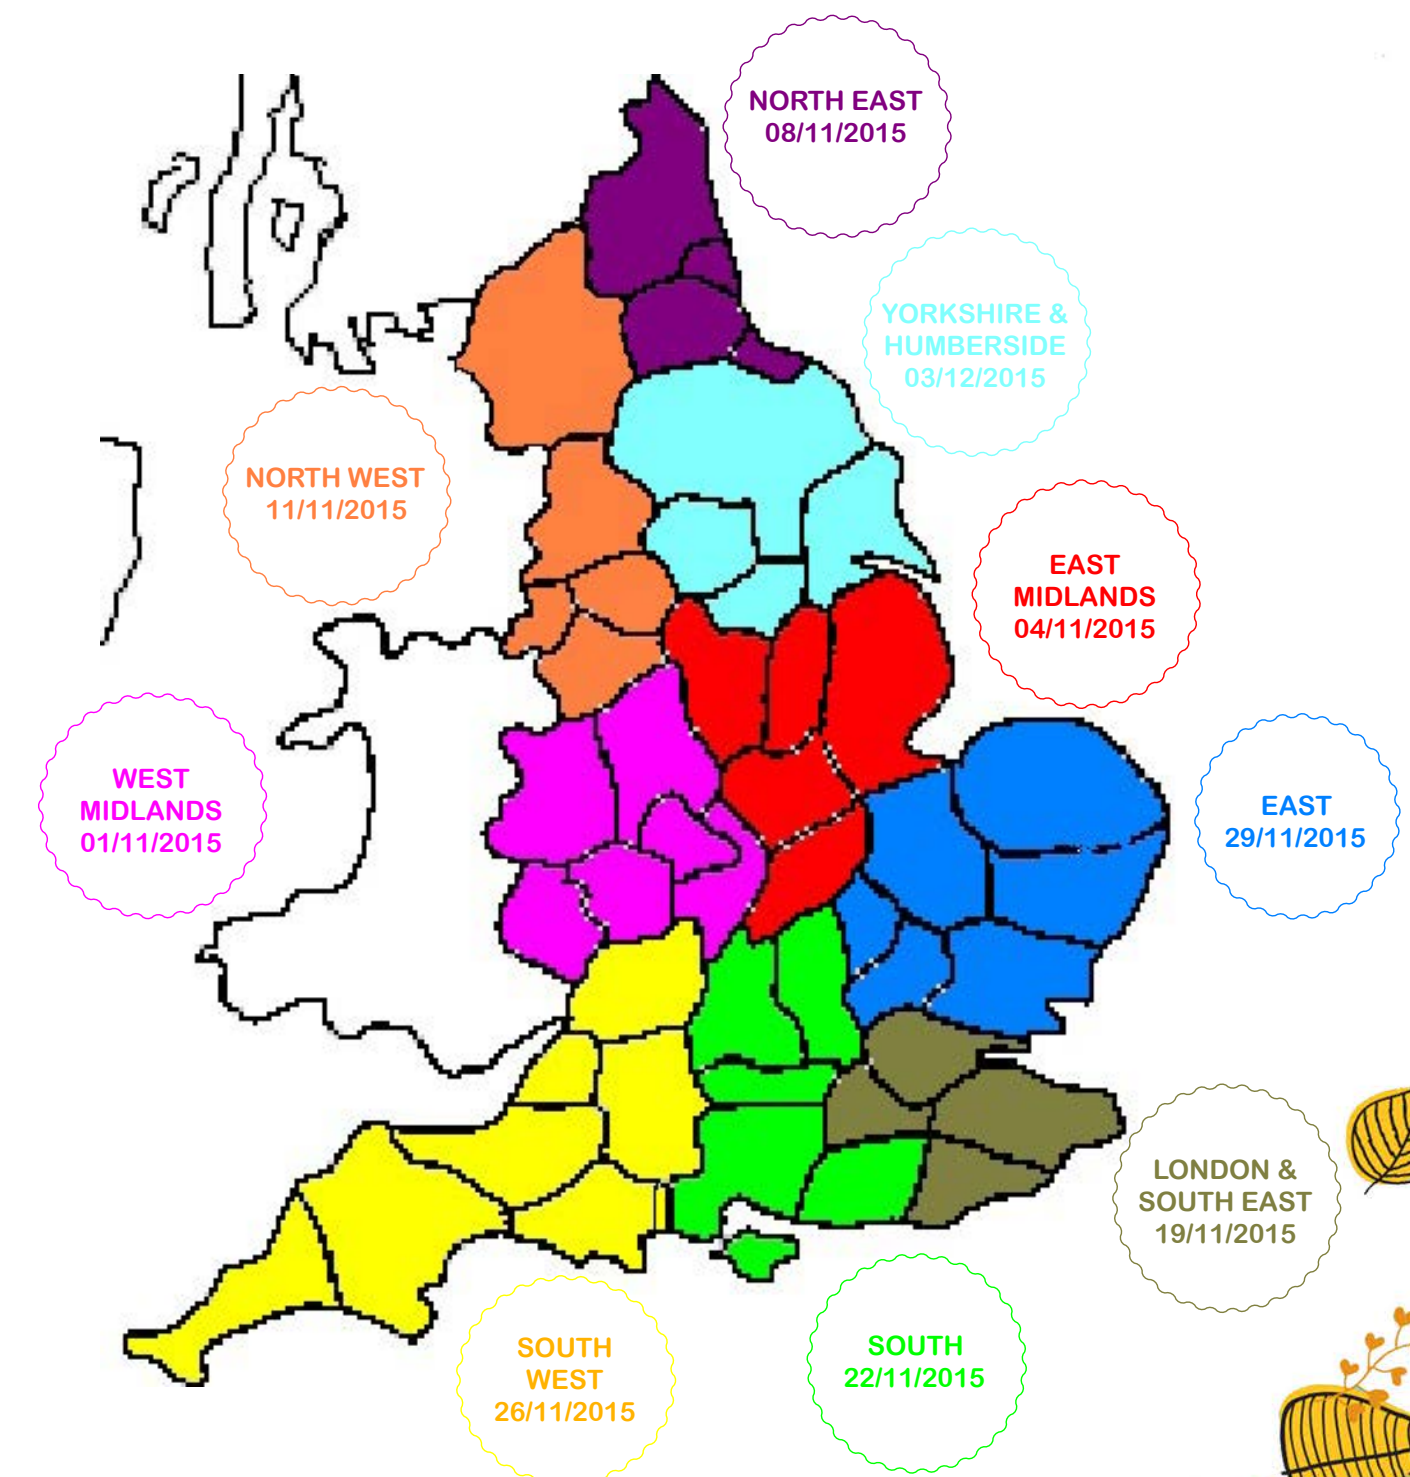 NORTH EAST
08/11/2015
YORKSHIRE &
HUMBERSIDE
03/12/2015
NORTH WEST
11/11/2015
EAST
MIDLANDS
04/11/2015
WEST
MIDLANDS
01/11/2015
EAST
29/11/2015
LONDON &
SOUTH EAST
19/11/2015
SOUTH
WEST
26/11/2015
SOUTH
22/11/2015